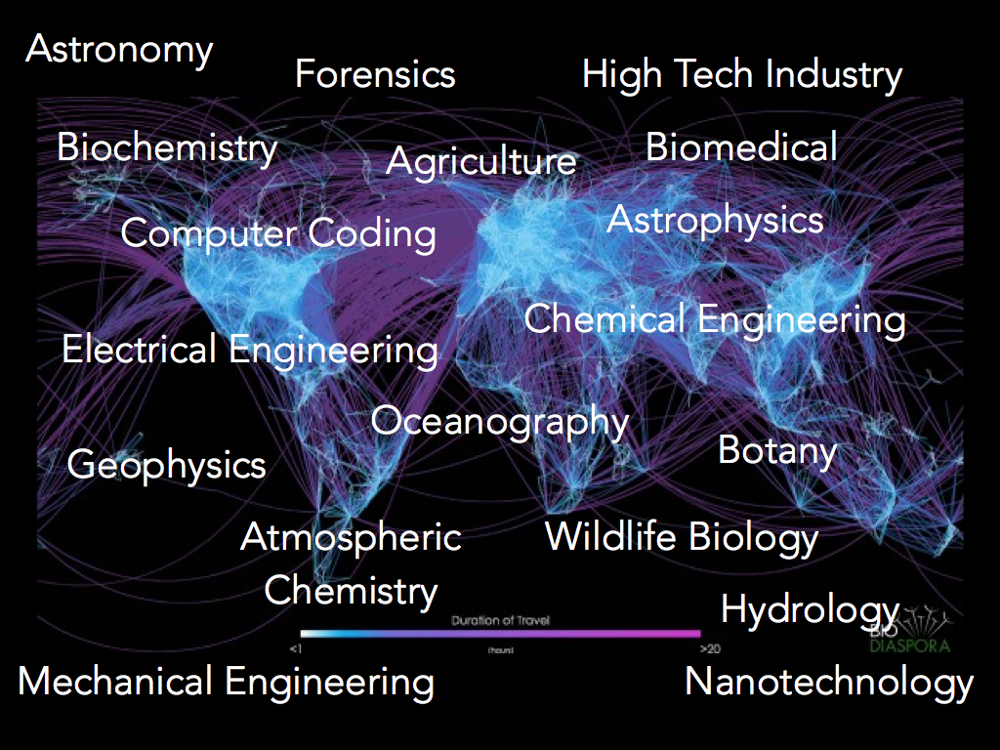 Astronomy
Forensics
High Tech Industry
Biochemistry
Agriculture
Biomedical
Computer Coding
Astrophysics
Chemical Engineering
Electrical Engineering
Oceanography
Botany
Geophysics
Atmospheric
Chemistry
Wildlife Biology
Hydrology
Duration of Travel
<1
(hours)
>20
BIO
DIASPORA
Mechanical Engineering
Nanotechnology